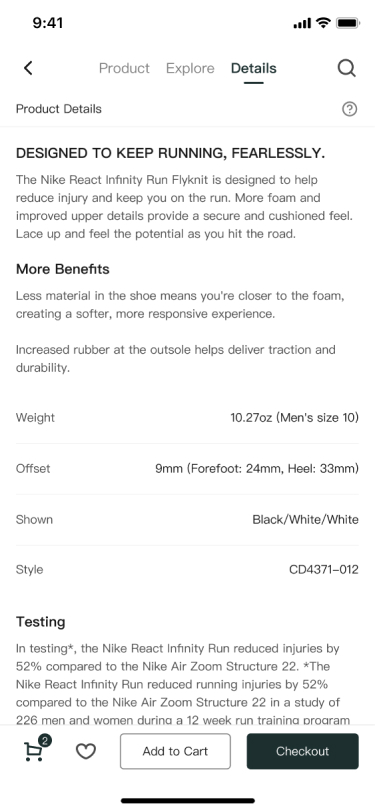 9:41
Product Explore Details
Product Details
DESIGNED TO KEEP RUNNING, FEARLESSLY.
The Nike React Infinity Run Flyknit is designed to help
reduce injury and keep you on the run. More foam and
improved upper details provide a secure and cushioned feel.
Lace up and feel the potential as you hit the road.
More Benefits
Less material in the shoe means you're closer to the foam,
creating a softer, more responsive experience.
Increased rubber at the outsole helps deliver traction and
durability.
Weight 10.27oz (Men's size 10)
Offset 9mm (Forefoot: 24mm, Heel: 33mm)
Shown Black/White/White
Style CD4371-012
Testing
In testing*, the Nike React Infinity Run reduced injuries by
52% compared to the Nike Air Zoom Structure 22. *The
Nike React Infinity Run reduced running injuries by 52%
compared to the Nike Air Zoom Structure 22 in a study of
226 men and women during a 12 week run training program
2 Add to Cart Checkout